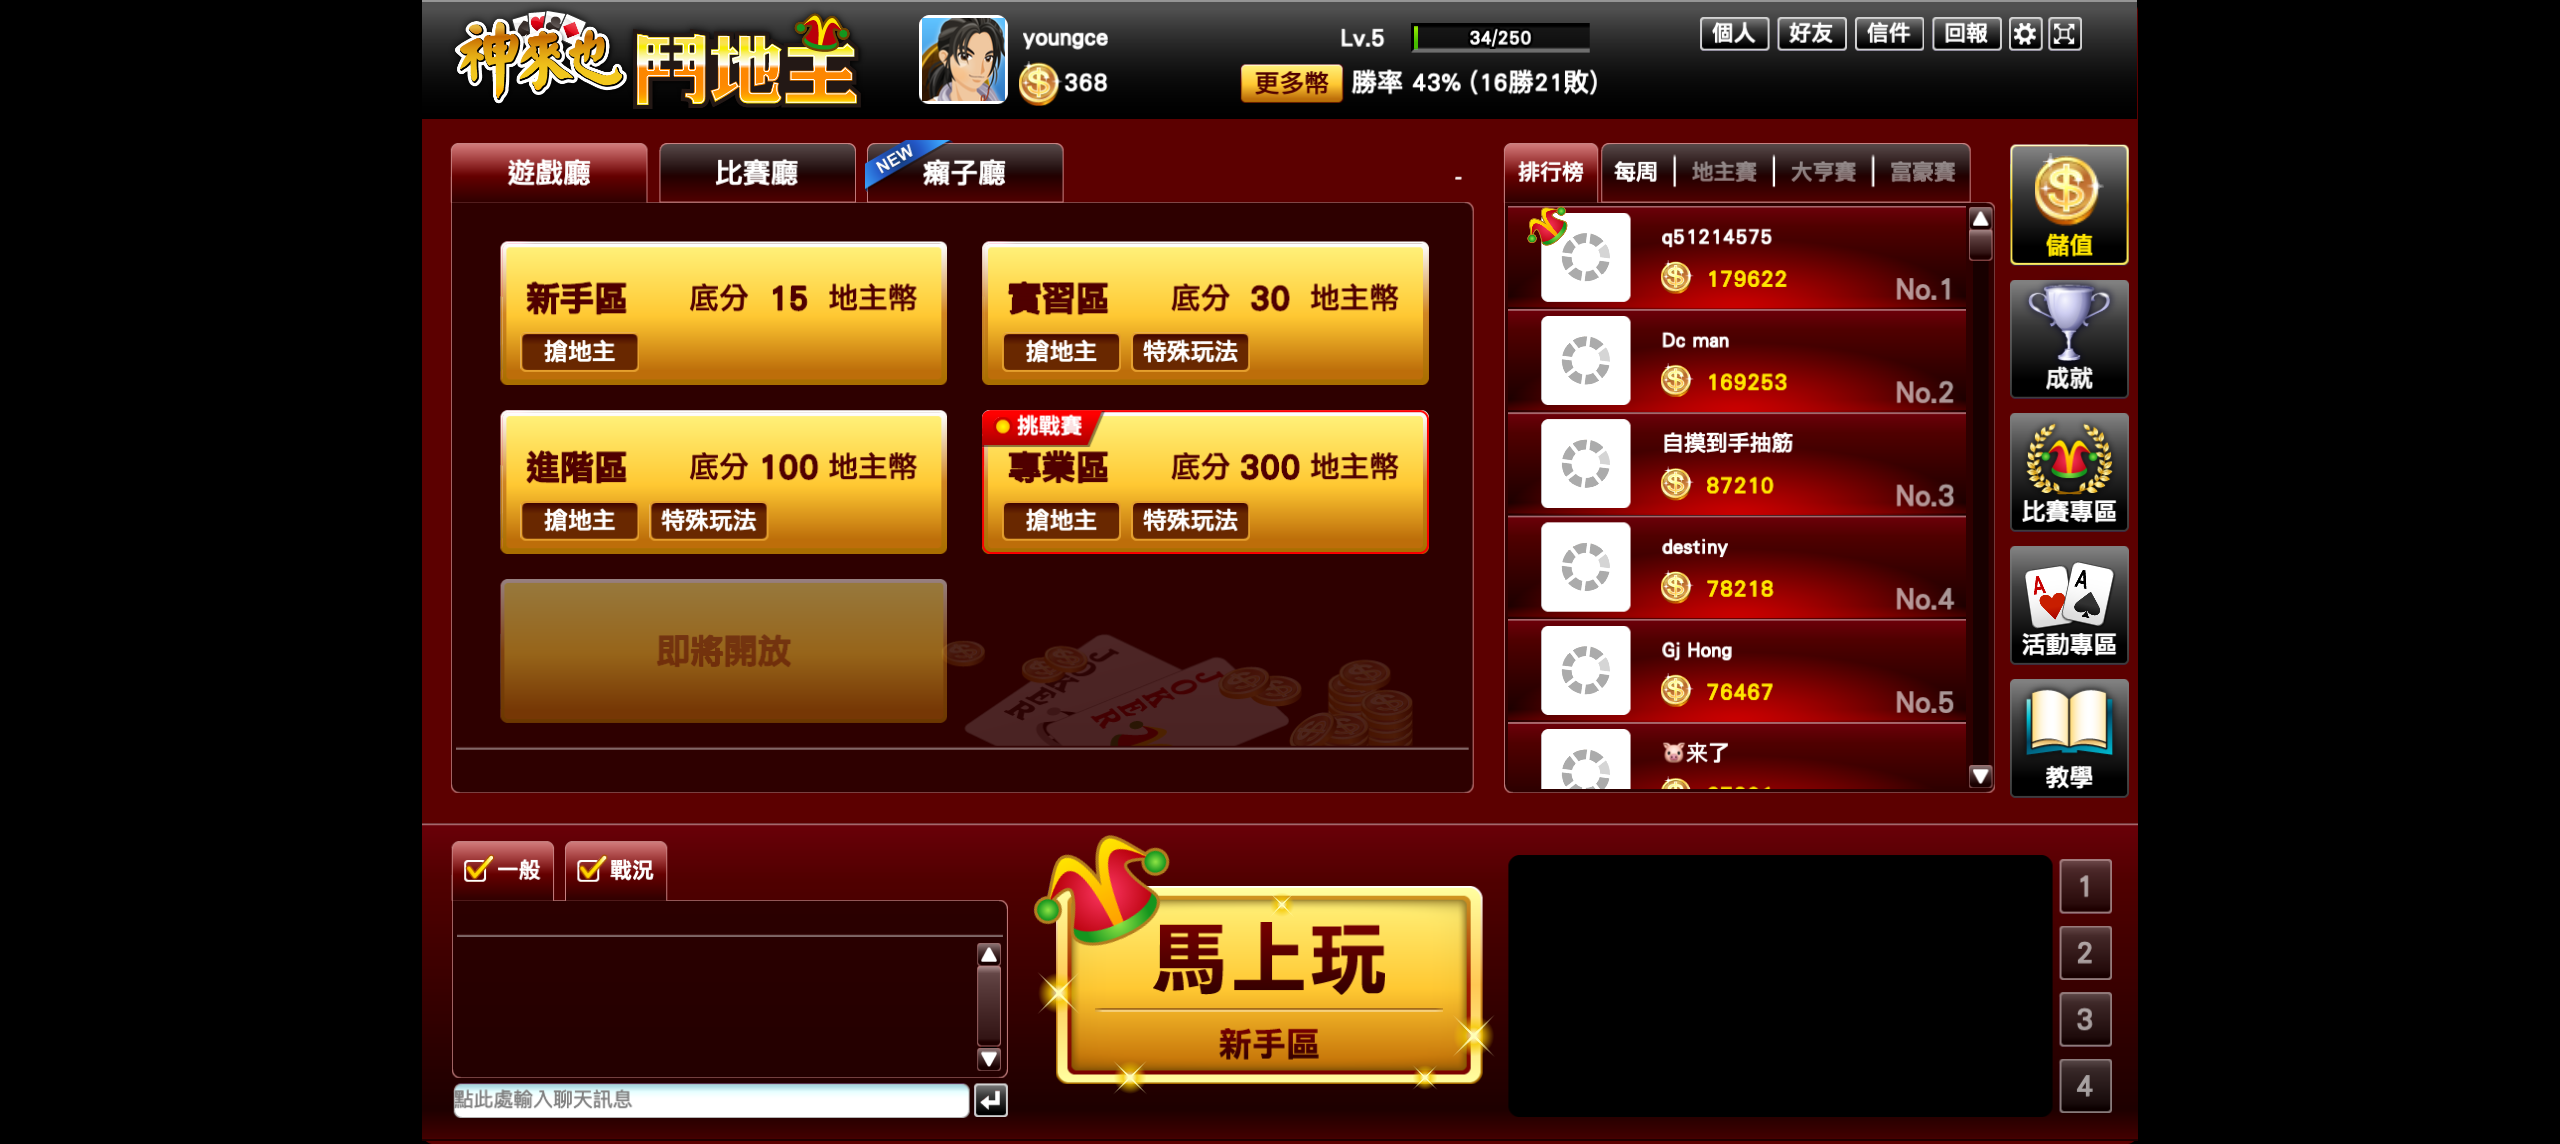 神來也 鬥地主
youngce
368
Lv.5 34/250
更多幣 勝率 43% (16勝21敗)
個人 好友 信件 回報
遊戲廳 比賽廳 NEW 癩子廳
-
新手區 底分 15 地主幣
搶地主
實習區 底分 30 地主幣
搶地主 特殊玩法
進階區 底分 100 地主幣
搶地主 特殊玩法
挑戰賽
專業區 底分 300 地主幣
搶地主 特殊玩法
即將開放
JOKER
JOKER
排行榜 每周 地主賽 大亨賽 富豪賽
q51214575
179622 No.1
Dc man
169253 No.2
自摸到手抽筋
87210 No.3
destiny
78218 No.4
Gj Hong
76467 No.5
🐷来了
儲值
成就
比賽專區
A A
活動專區
教學
一般 戰況
點此處輸入聊天訊息
馬上玩
新手區
1
2
3
4